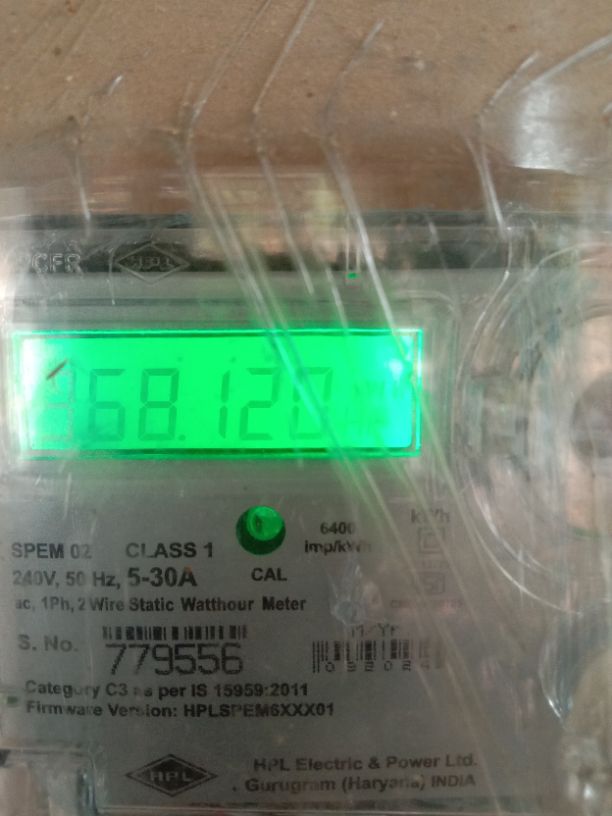 HPL
68.120
6400
kWh
SPEM 02 CLASS 1
imp/kWh
240V, 50 Hz, 5-30A CAL
ac, 1Ph, 2 Wire Static Watthour Meter
M/YR
S. No. 779556
Category C3 as per IS 15959:2011
Firmware Version: HPLSPEM6XXX01
HPL
HPL Electric & Power Ltd.
Gurugram (Haryana) INDIA